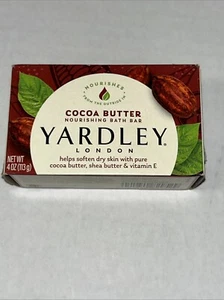 NOURISHES
FROM THE OUTSIDE IN
COCOA BUTTER
NOURISHING BATH BAR
YARDLEY
LONDON
helps soften dry skin with pure
cocoa butter, shea butter & vitamin E
NET WT
4 OZ (113 g)